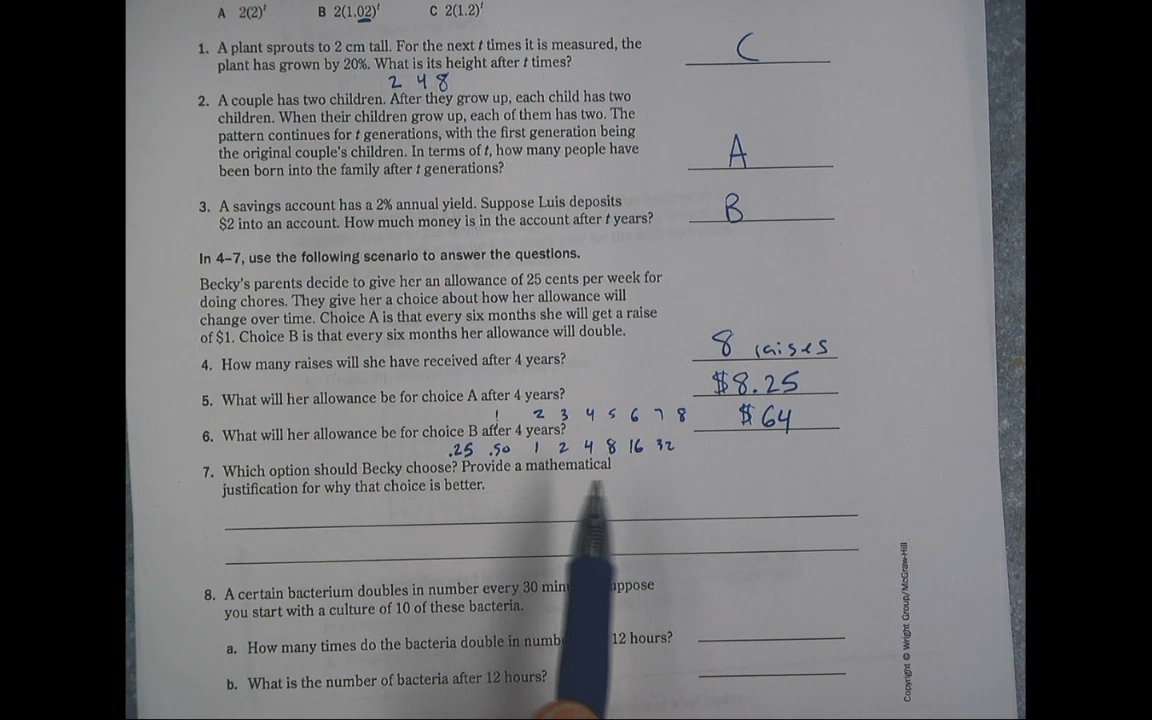 A 2(2)ᵗ B 2(1.02)ᵗ C 2(1.2)ᵗ
1. A plant sprouts to 2 cm tall. For the next t times it is measured, the
plant has grown by 20%. What is its height after t times?
C
2 4 8
2. A couple has two children. After they grow up, each child has two
children. When their children grow up, each of them has two. The
pattern continues for t generations, with the first generation being
the original couple's children. In terms of t, how many people have
been born into the family after t generations?
A
3. A savings account has a 2% annual yield. Suppose Luis deposits
$2 into an account. How much money is in the account after t years?
B
In 4–7, use the following scenario to answer the questions.
Becky's parents decide to give her an allowance of 25 cents per week for
doing chores. They give her a choice about how her allowance will
change over time. Choice A is that every six months she will get a raise
of $1. Choice B is that every six months her allowance will double.
4. How many raises will she have received after 4 years?
8 raises
5. What will her allowance be for choice A after 4 years?
$8.25
1 2 3 4 5 6 7 8
6. What will her allowance be for choice B after 4 years?
$64
.25 .50 1 2 4 8 16 32
7. Which option should Becky choose? Provide a mathematical
justification for why that choice is better.
8. A certain bacterium doubles in number every 30
you start with a culture of 10 of these bacteria.
a. How many times do the bacteria double in 12 hours?
b. What is the number of bacteria after 12 hours?
Copyright © Wright Group/McGraw-Hill